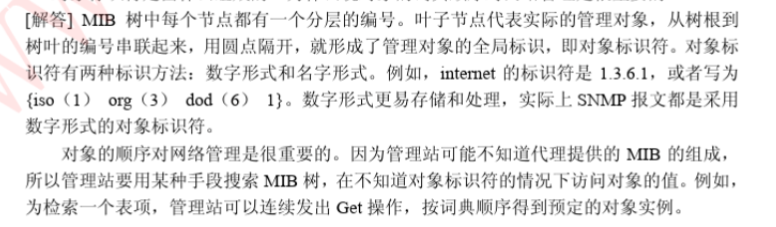 [解答] MIB 树中每个节点都有一个分层的编号。叶子节点代表实际的管理对象，从树根到
树叶的编号串联起来，用圆点隔开，就形成了管理对象的全局标识，即对象标识符。对象标
识符有两种标识方法：数字形式和名字形式。例如，internet 的标识符是 1.3.6.1，或者写为
{iso（1） org（3） dod（6） 1}。数字形式更易存储和处理，实际上 SNMP 报文都是采用
数字形式的对象标识符。
对象的顺序对网络管理是很重要的。因为管理站可能不知道代理提供的 MIB 的组成，
所以管理站要用某种手段搜索 MIB 树，在不知道对象标识符的情况下访问对象的值。例如，
为检索一个表项，管理站可以连续发出 Get 操作，按词典顺序得到预定的对象实例。